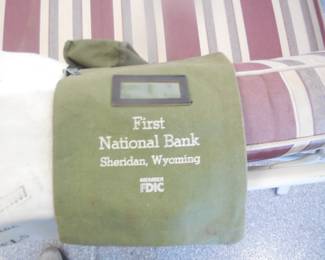 First
National Bank
Sheridan, Wyoming
MEMBER
FDIC